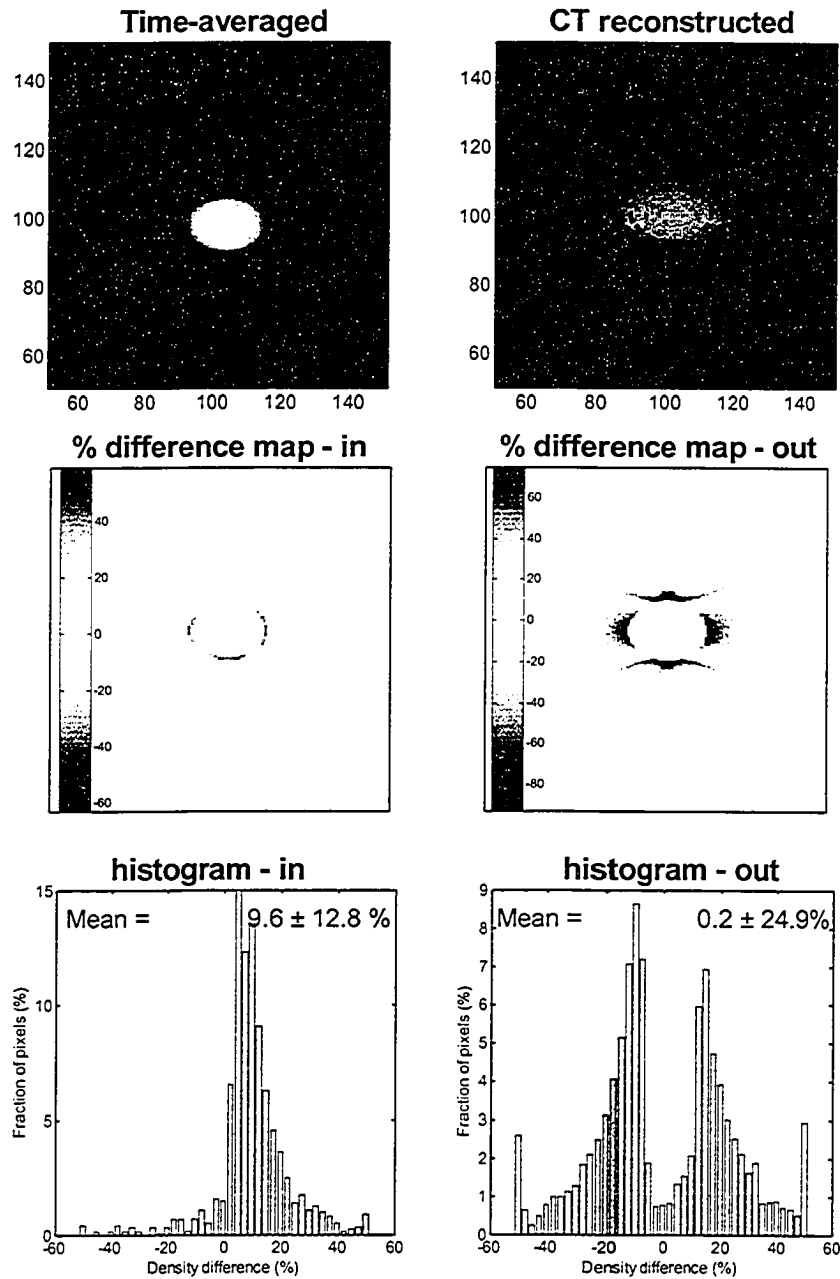 Time-averaged
CT reconstructed
140
120
100
80
60
60 80 100 120 140
140
120
100
80
60
60 80 100 120 140
% difference map - in
% difference map - out
40
20
0
-20
-40
-60
60
40
20
0
-20
-40
-60
-80
histogram - in
histogram - out
15
10
5
0
Mean = 9.6 ± 12.8 %
Fraction of pixels (%)
-60 -40 -20 0 20 40 60
Density difference (%)
9
8
7
6
5
4
3
2
1
0
Mean = 0.2 ± 24.9%
Fraction of pixels (%)
-60 -40 -20 0 20 40 60
Density difference (%)